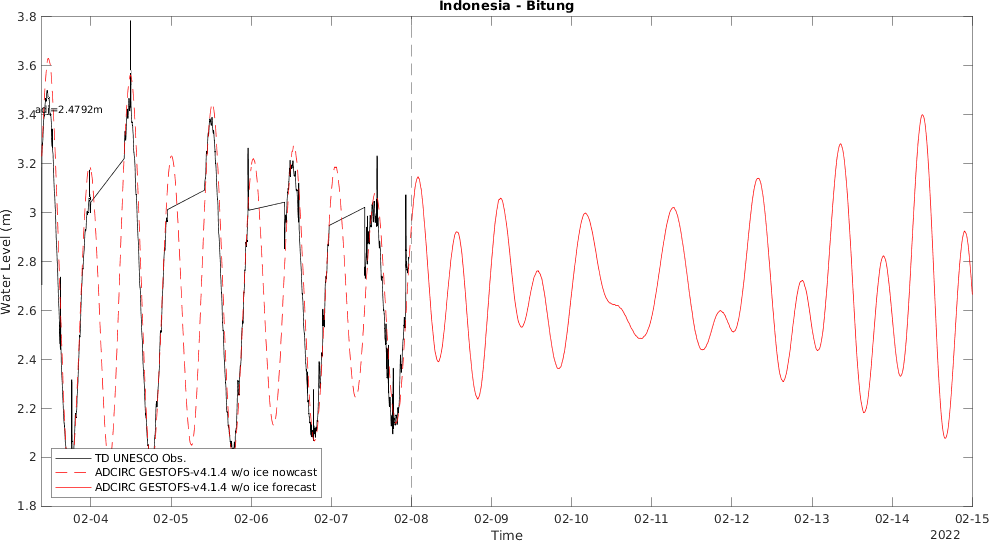 Indonesia - Bitung
3.8
3.6
3.4
3.2
3
2.8
2.6
2.4
2.2
2
1.8
Water Level (m)
adj=2.4792m
TD UNESCO Obs.
ADCIRC GESTOFS-v4.1.4 w/o ice nowcast
ADCIRC GESTOFS-v4.1.4 w/o ice forecast
02-04 02-05 02-06 02-07 02-08 02-09 02-10 02-11 02-12 02-13 02-14 02-15
Time
2022